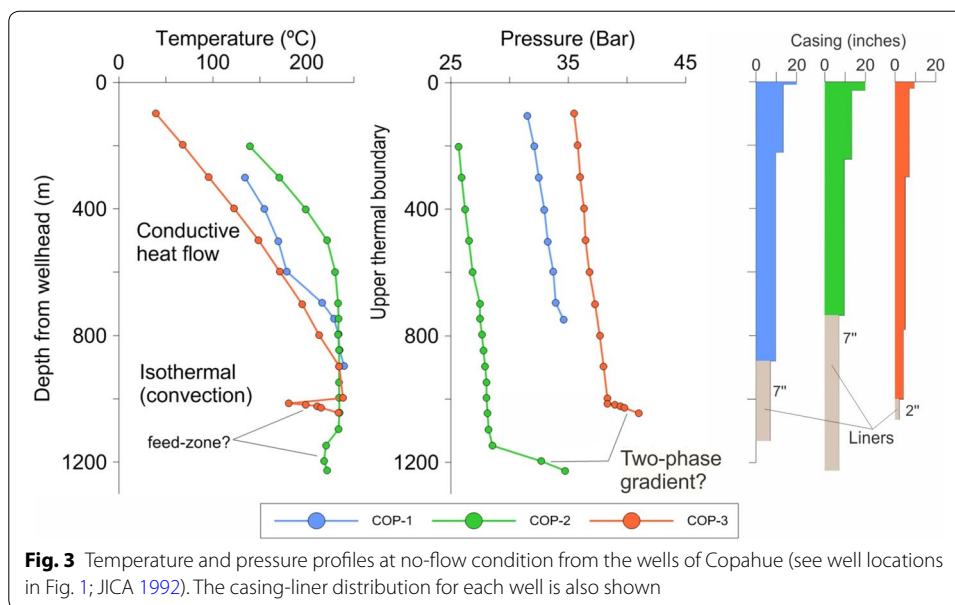 Temperature (ºC)
0 100 200
Pressure (Bar)
25 35 45
Casing (inches)
0 20 0 20 0 20
Depth from wellhead (m)
0
400
800
1200
Conductive
heat flow
Isothermal
(convection)
feed-zone?
Upper thermal boundary
Two-phase
gradient?
7"
7"
2"
Liners
COP-1 COP-2 COP-3
Fig. 3 Temperature and pressure profiles at no-flow condition from the wells of Copahue (see well locations
in Fig. 1; JICA 1992). The casing-liner distribution for each well is also shown